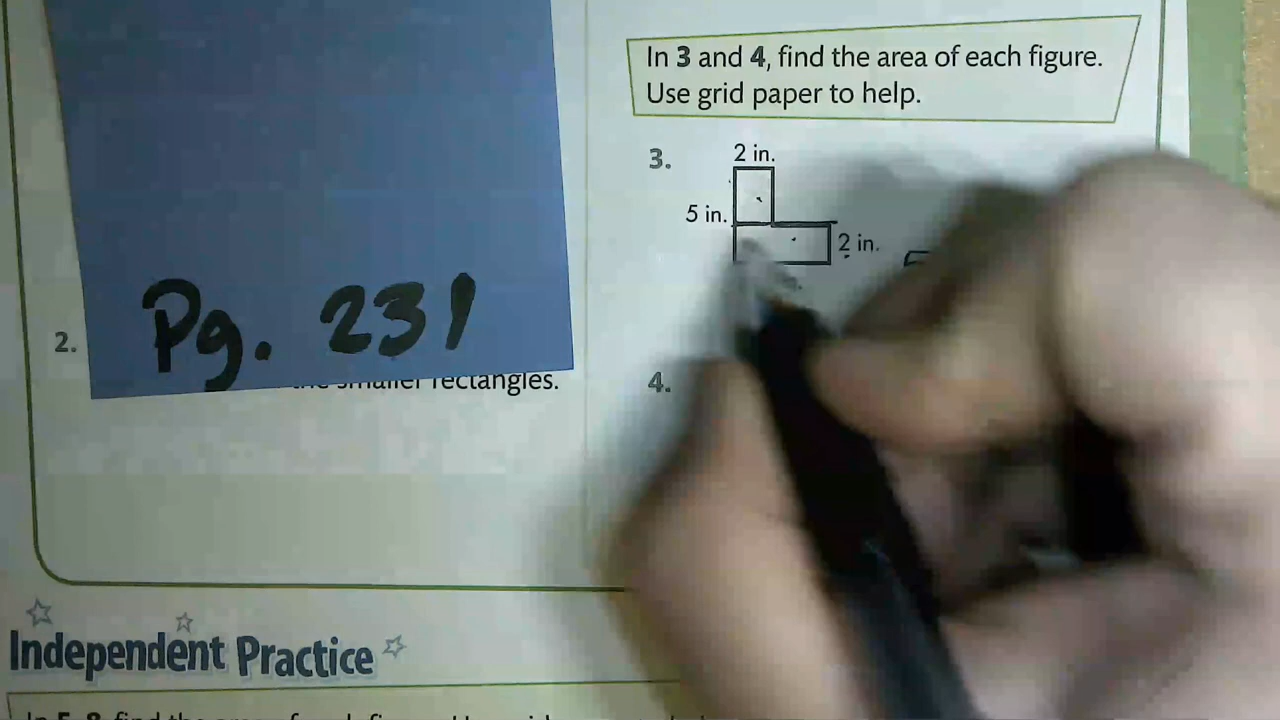 In 3 and 4, find the area of each figure.
Use grid paper to help.
3.
2 in.
5 in.
2 in.
Pg. 231
2.
smaller rectangles.
4.
Independent Practice